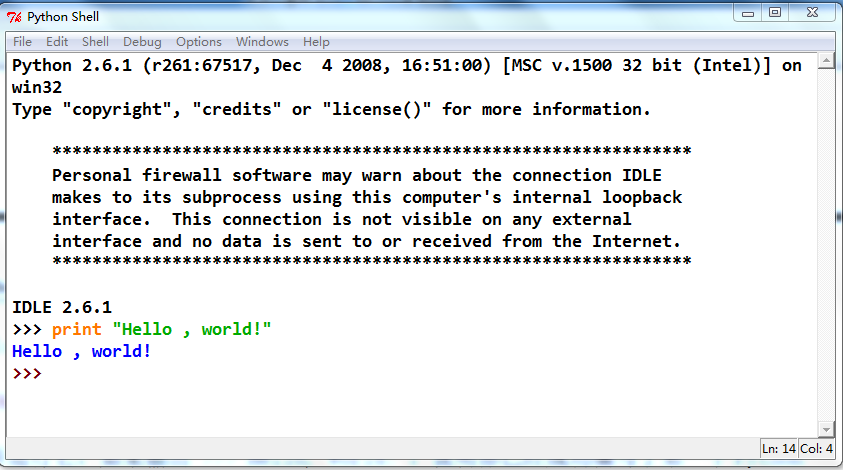 Python Shell
File Edit Shell Debug Options Windows Help
Python 2.6.1 (r261:67517, Dec  4 2008, 16:51:00) [MSC v.1500 32 bit (Intel)] on
win32
Type "copyright", "credits" or "license()" for more information.
****************************************************************
Personal firewall software may warn about the connection IDLE
makes to its subprocess using this computer's internal loopback
interface.  This connection is not visible on any external
interface and no data is sent to or received from the Internet.
****************************************************************
IDLE 2.6.1
>>> print "Hello , world!"
Hello , world!
>>>
Ln: 14 Col: 4